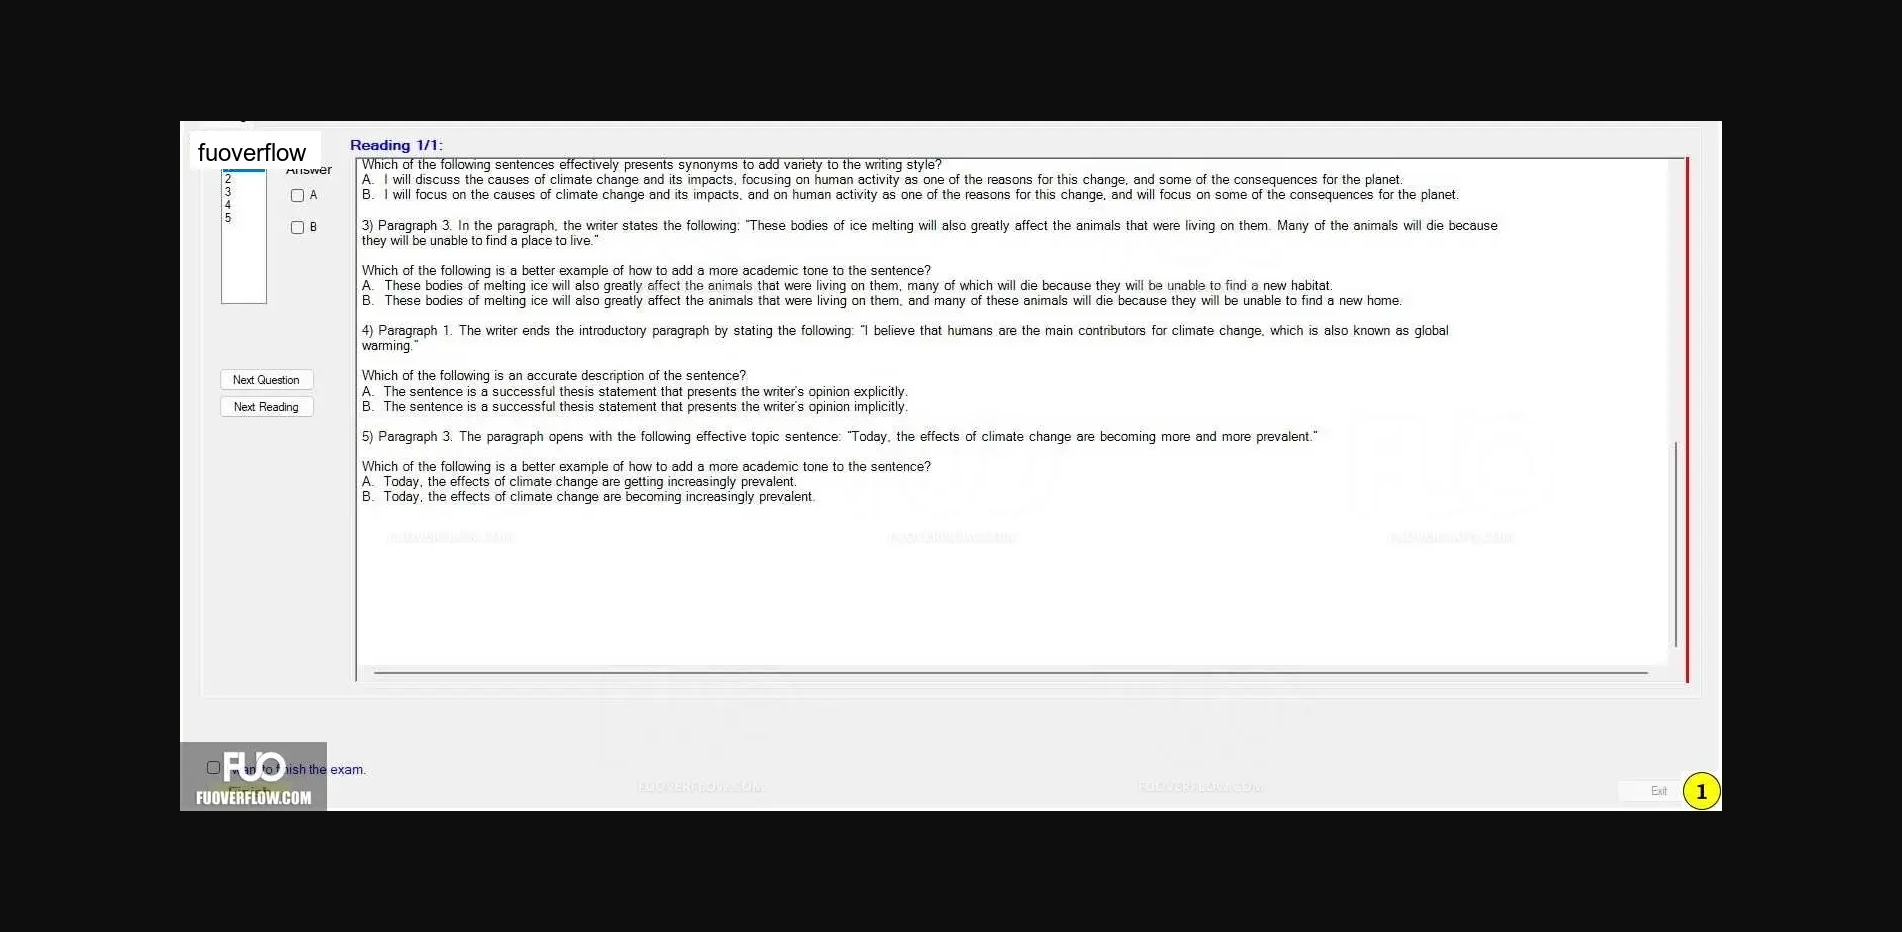 fuoverflow
Reading 1/1:
Answer
2
3
4
5
A
B
Next Question
Next Reading
Which of the following sentences effectively presents synonyms to add variety to the writing style?
A. I will discuss the causes of climate change and its impacts, focusing on human activity as one of the reasons for this change, and some of the consequences for the planet.
B. I will focus on the causes of climate change and its impacts, and on human activity as one of the reasons for this change, and will focus on some of the consequences for the planet.
3) Paragraph 3. In the paragraph, the writer states the following: "These bodies of ice melting will also greatly affect the animals that were living on them. Many of the animals will die because
they will be unable to find a place to live."
Which of the following is a better example of how to add a more academic tone to the sentence?
A. These bodies of melting ice will also greatly affect the animals that were living on them, many of which will die because they will be unable to find a new habitat.
B. These bodies of melting ice will also greatly affect the animals that were living on them, and many of these animals will die because they will be unable to find a new home.
4) Paragraph 1. The writer ends the introductory paragraph by stating the following: "I believe that humans are the main contributors for climate change, which is also known as global
warming."
Which of the following is an accurate description of the sentence?
A. The sentence is a successful thesis statement that presents the writer's opinion explicitly.
B. The sentence is a successful thesis statement that presents the writer's opinion implicitly.
5) Paragraph 3. The paragraph opens with the following effective topic sentence: "Today, the effects of climate change are becoming more and more prevalent."
Which of the following is a better example of how to add a more academic tone to the sentence?
A. Today, the effects of climate change are getting increasingly prevalent.
B. Today, the effects of climate change are becoming increasingly prevalent.
FUOVERFLOW.COM FUOVERFLOW.COM FUOVERFLOW.COM
the exam.
FUO
FUOVERFLOW.COM
FUOVERFLOW.COM FUOVERFLOW.COM
Exit
1